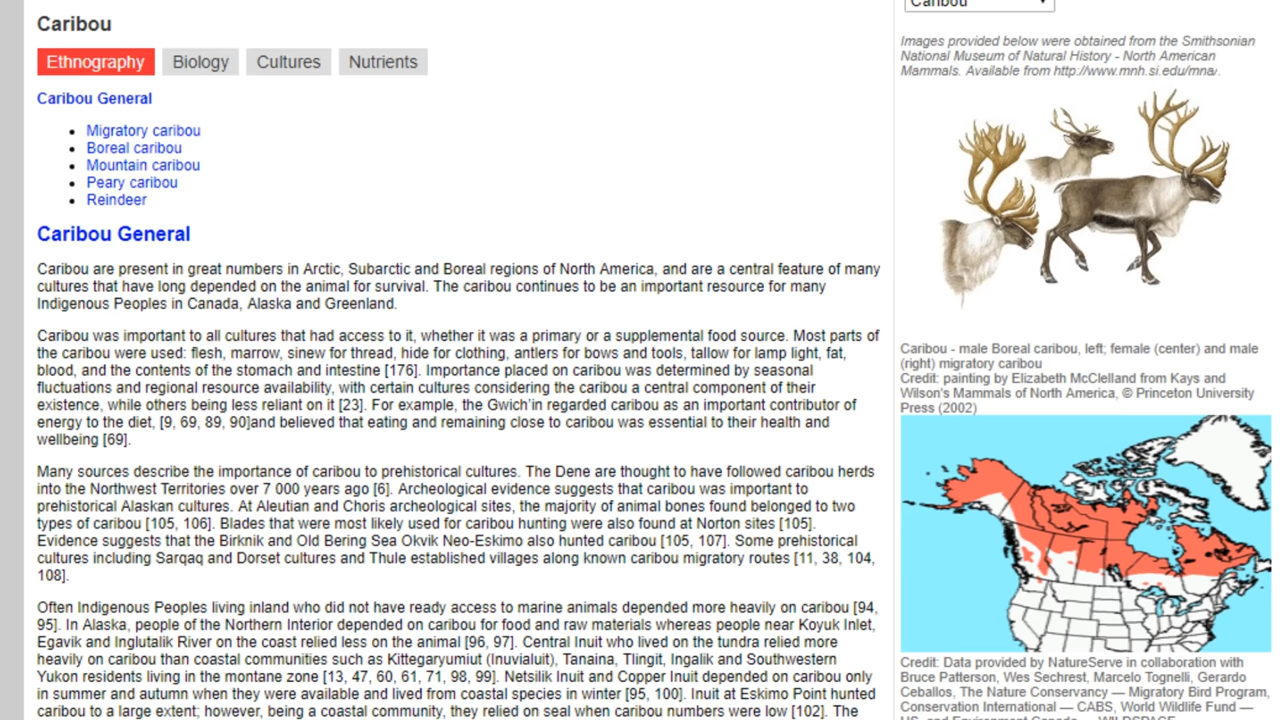 Caribou
Ethnography Biology Cultures Nutrients
Caribou General
Migratory caribou
Boreal caribou
Mountain caribou
Peary caribou
Reindeer
Caribou General
Caribou are present in great numbers in Arctic, Subarctic and Boreal regions of North America, and are a central feature of many
cultures that have long depended on the animal for survival. The caribou continues to be an important resource for many
Indigenous Peoples in Canada, Alaska and Greenland.
Caribou was important to all cultures that had access to it, whether it was a primary or a supplemental food source. Most parts of
the caribou were used: flesh, marrow, sinew for thread, hide for clothing, antlers for bows and tools, tallow for lamp light, fat,
blood, and the contents of the stomach and intestine [176]. Importance placed on caribou was determined by seasonal
fluctuations and regional resource availability, with certain cultures considering the caribou a central component of their
existence, while others being less reliant on it [23]. For example, the Gwich'in regarded caribou as an important contributor of
energy to the diet, [9, 69, 89, 90]and believed that eating and remaining close to caribou was essential to their health and
wellbeing [69].
Many sources describe the importance of caribou to prehistorical cultures. The Dene are thought to have followed caribou herds
into the Northwest Territories over 7 000 years ago [6]. Archeological evidence suggests that caribou was important to
prehistorical Alaskan cultures. At Aleutian and Choris archeological sites, the majority of animal bones found belonged to two
types of caribou [105, 106]. Blades that were most likely used for caribou hunting were also found at Norton sites [105].
Evidence suggests that the Birknik and Old Bering Sea Okvik Neo-Eskimo also hunted caribou [105, 107]. Some prehistorical
cultures including Sarqaq and Dorset cultures and Thule established villages along known caribou migratory routes [11, 38, 104,
108].
Often Indigenous Peoples living inland who did not have ready access to marine animals depended more heavily on caribou [94,
95]. In Alaska, people of the Northern Interior depended on caribou for food and raw materials whereas people near Koyuk Inlet,
Egavik and Inglutalik River on the coast relied less on the animal [96, 97]. Central Inuit who lived on the tundra relied more
heavily on caribou than coastal communities such as Kittegaryumiut (Inuvialuit), Tanaina, Tlingit, Ingalik and Southwestern
Yukon residents living in the montane zone [13, 47, 60, 61, 71, 98, 99]. Netsilik Inuit and Copper Inuit depended on caribou only
in summer and autumn when they were available and lived from coastal species in winter [95, 100]. Inuit at Eskimo Point hunted
caribou to a large extent; however, being a coastal community, they relied on seal when caribou numbers were low [102]. The
Caribou
Images provided below were obtained from the Smithsonian
National Museum of Natural History - North American
Mammals. Available from http://www.mnh.si.edu/mna/.
Caribou - male Boreal caribou, left; female (center) and male
(right) migratory caribou
Credit: painting by Elizabeth McClelland from Kays and
Wilson's Mammals of North America, © Princeton University
Press (2002)
Credit: Data provided by NatureServe in collaboration with
Bruce Patterson, Wes Sechrest, Marcelo Tognelli, Gerardo
Ceballos, The Nature Conservancy — Migratory Bird Program,
Conservation International — CABS, World Wildlife Fund —
US, and Environment Canada — WILDSPACE.